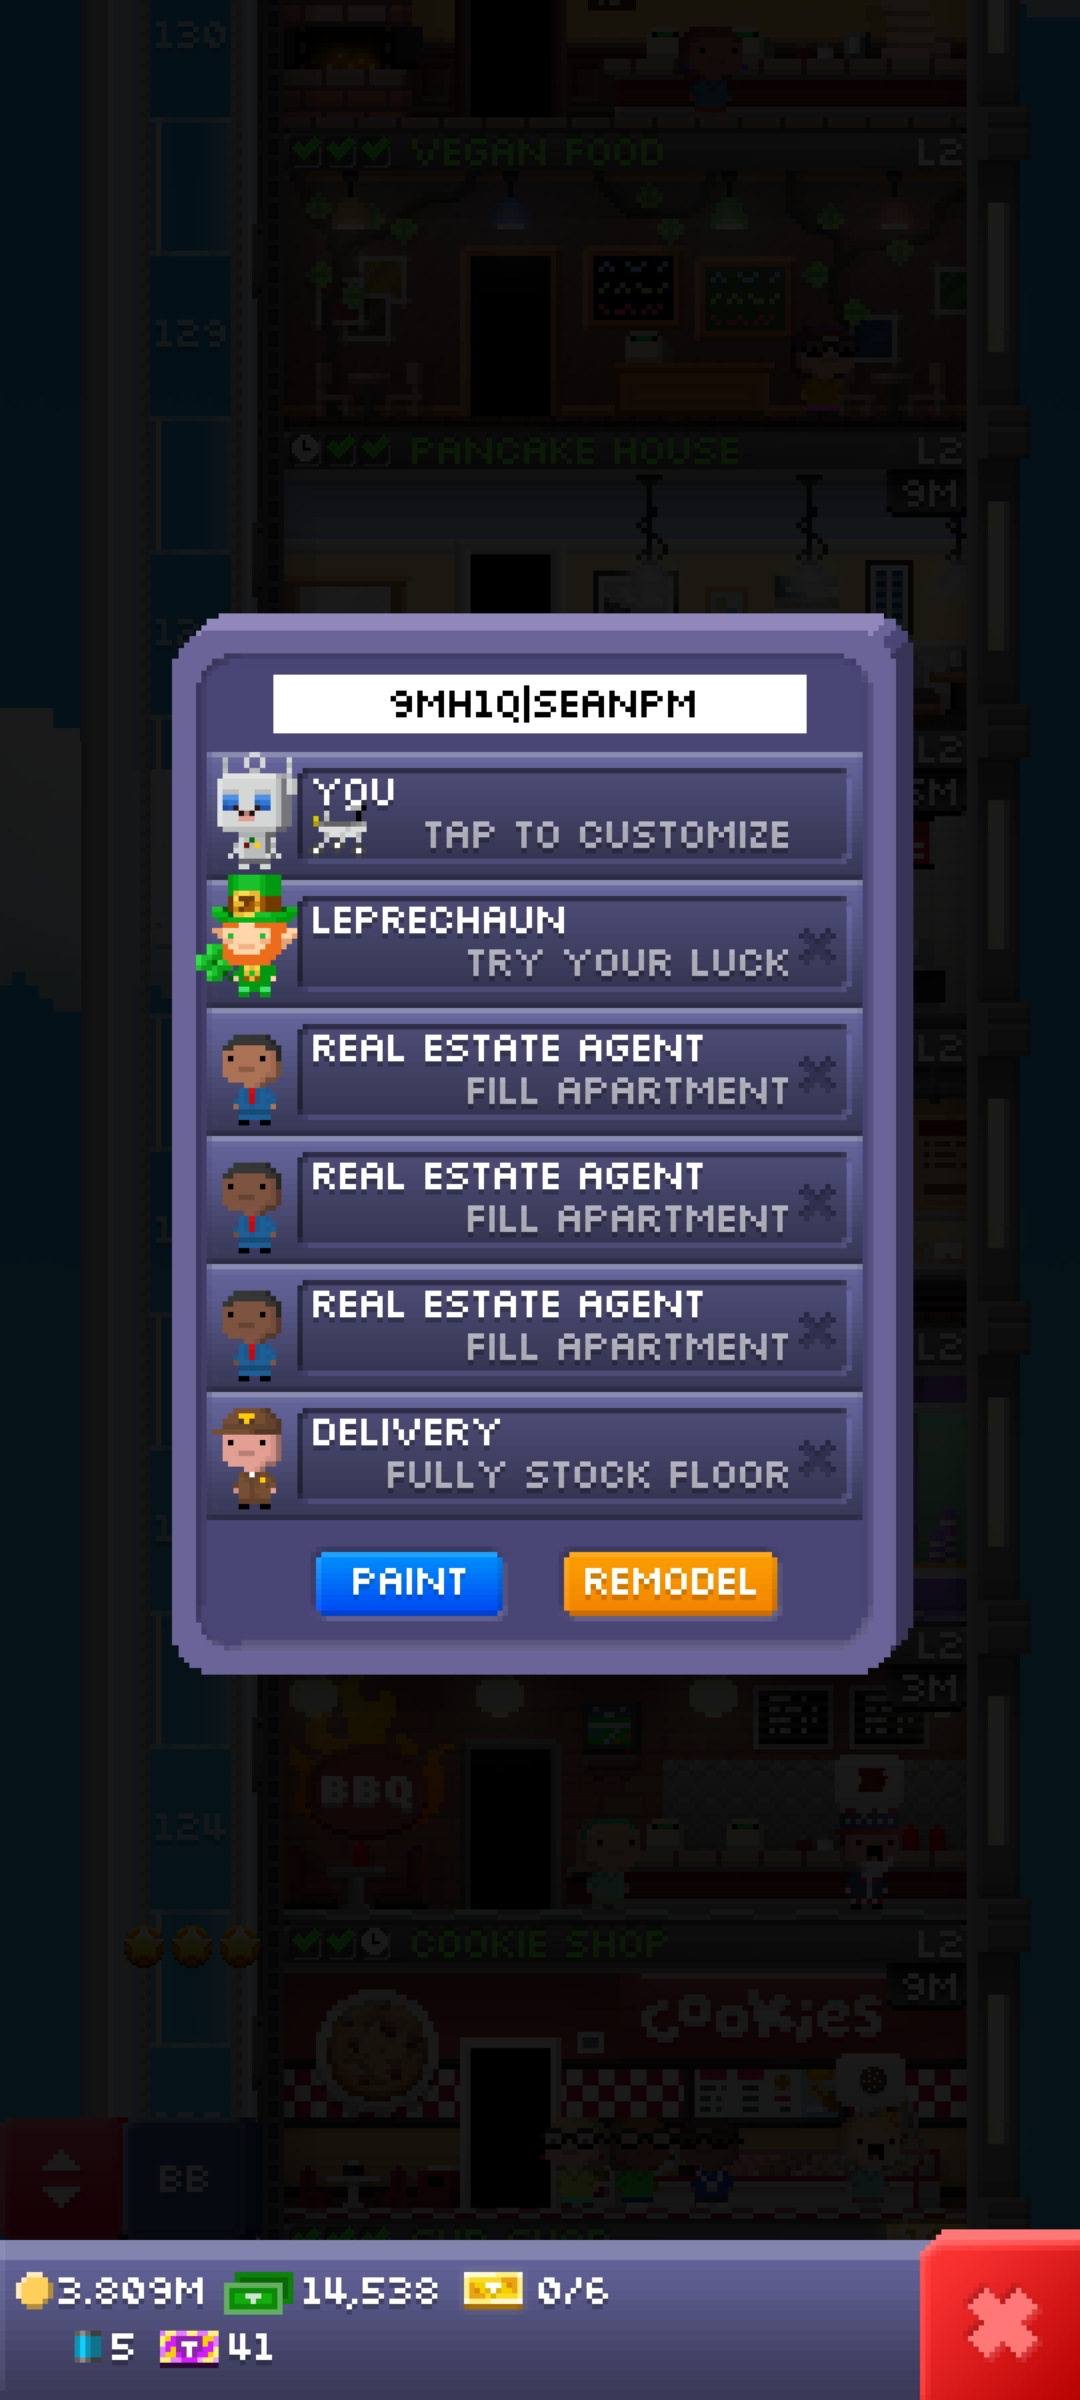 130
VEGAN FOOD L2
129
PANCAKE HOUSE L2
9M
9MH1Q|SEANPM
YOU
TAP TO CUSTOMIZE
L2
LEPRECHAUN
TRY YOUR LUCK
REAL ESTATE AGENT
L2
FILL APARTMENT
REAL ESTATE AGENT
FILL APARTMENT
REAL ESTATE AGENT
FILL APARTMENT
L2
DELIVERY
FULLY STOCK FLOOR
PAINT REMODEL
L2
3M
BBQ
124
COOKIE SHOP L2
9M
cookies
BB
3.809M 14,538 0/6
5 41